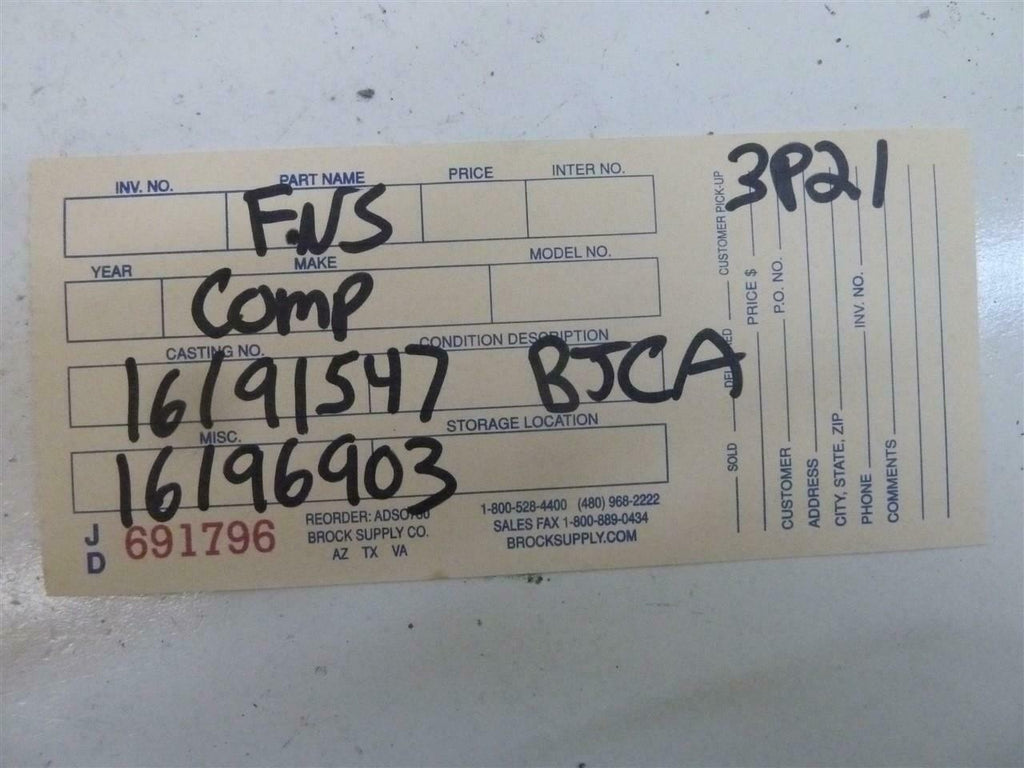 INV. NO. PART NAME PRICE INTER NO.
F.NS
YEAR MAKE MODEL NO.
Comp
CASTING NO. CONDITION DESCRIPTION
16191547 BJCA
MISC. STORAGE LOCATION
16196903
J D 691796
REORDER: ADSO700
BROCK SUPPLY CO.
AZ TX VA
1-800-528-4400 (480) 968-2222
SALES FAX 1-800-889-0434
BROCKSUPPLY.COM
3P21
SOLD DELIVERED CUSTOMER PICK-UP
PRICE $
CUSTOMER P.O. NO.
ADDRESS
CITY, STATE, ZIP
PHONE INV. NO.
COMMENTS